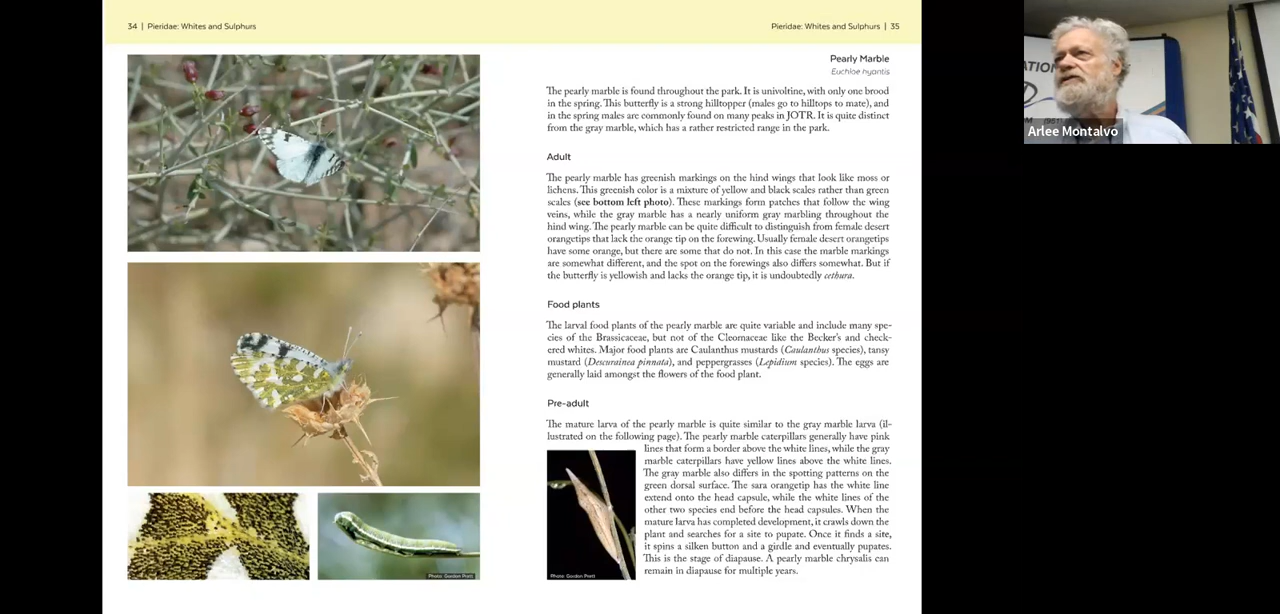 34 | Pieridae: Whites and Sulphurs
Pieridae: Whites and Sulphurs | 35
Pearly Marble
Euchloe hyantis
The pearly marble is found throughout the park. It is univoltine, with only one brood
in the spring. This butterfly is a strong hilltopper (males go to hilltops to mate), and
in the spring males are commonly found on many peaks in JOTR. It is quite distinct
from the gray marble, which has a rather restricted range in the park.
Adult
The pearly marble has greenish markings on the hind wings that look like moss or
lichens. This greenish color is a mixture of yellow and black scales rather than green
scales (see bottom left photo). These markings form patches that follow the wing
veins, while the gray marble has a nearly uniform gray marbling throughout the
hind wing. The pearly marble can be quite difficult to distinguish from female desert
orangetips that lack the orange tip on the forewing. Usually female desert orangetips
have some orange, but there are some that do not. In this case the marble markings
are somewhat different, and the spot on the forewings also differs somewhat. But if
the butterfly is yellowish and lacks the orange tip, it is undoubtedly cethura.
Food plants
The larval food plants of the pearly marble are quite variable and include many spe-
cies of the Brassicaceae, but not of the Cleomaceae like the Becker's and check-
ered whites. Major food plants are Caulanthus mustards (Caulanthus species), tansy
mustard (Descurainea pinnata), and peppergrasses (Lepidium species). The eggs are
generally laid amongst the flowers of the food plant.
Pre-adult
The mature larva of the pearly marble is quite similar to the gray marble larva (il-
lustrated on the following page). The pearly marble caterpillars generally have pink
lines that form a border above the white lines, while the gray
marble caterpillars have yellow lines above the white lines.
The gray marble also differs in the spotting patterns on the
green dorsal surface. The sara orangetip has the white line
extend onto the head capsule, while the white lines of the
other two species end before the head capsules. When the
mature larva has completed development, it crawls down the
plant and searches for a site to pupate. Once it finds a site,
it spins a silken button and a girdle and eventually pupates.
This is the stage of diapause. A pearly marble chrysalis can
remain in diapause for multiple years.
Photo: Gordon Pratt
Photo: Gordon Pratt
ATION
D
Arlee Montalvo